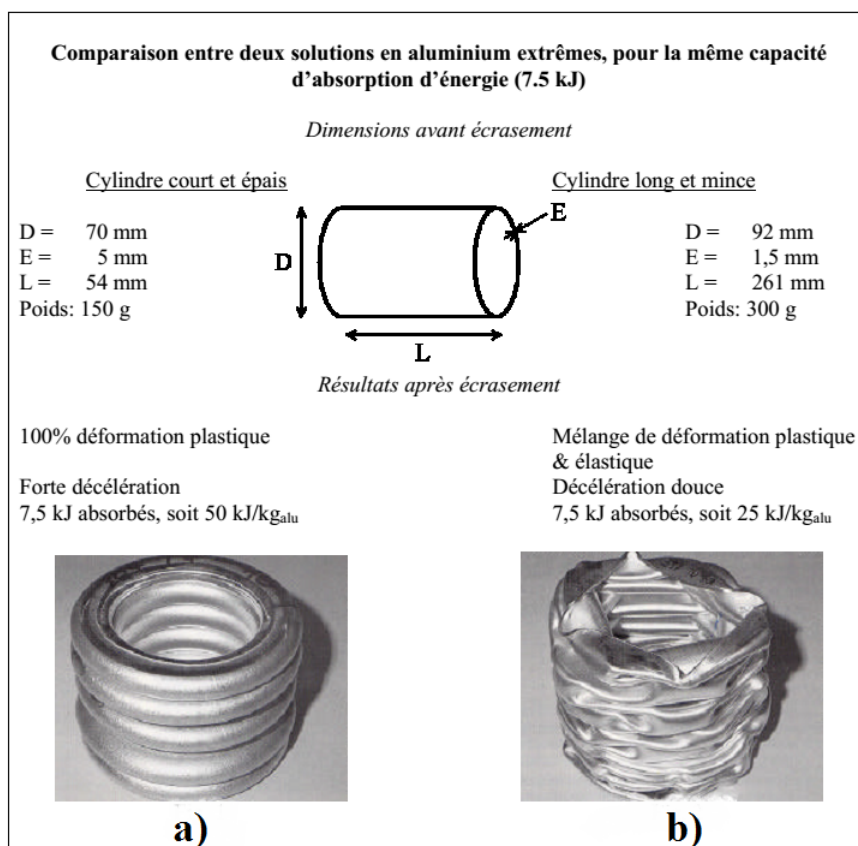 Comparaison entre deux solutions en aluminium extrêmes, pour la même capacité
d'absorption d'énergie (7.5 kJ)
Dimensions avant écrasement
Cylindre court et épais
D = 70 mm
E = 5 mm
L = 54 mm
Poids: 150 g
D
E
L
Cylindre long et mince
D = 92 mm
E = 1,5 mm
L = 261 mm
Poids: 300 g
Résultats après écrasement
100% déformation plastique
Forte décélération
7,5 kJ absorbés, soit 50 kJ/kgalu
Mélange de déformation plastique
& élastique
Décélération douce
7,5 kJ absorbés, soit 25 kJ/kgalu
a)
b)